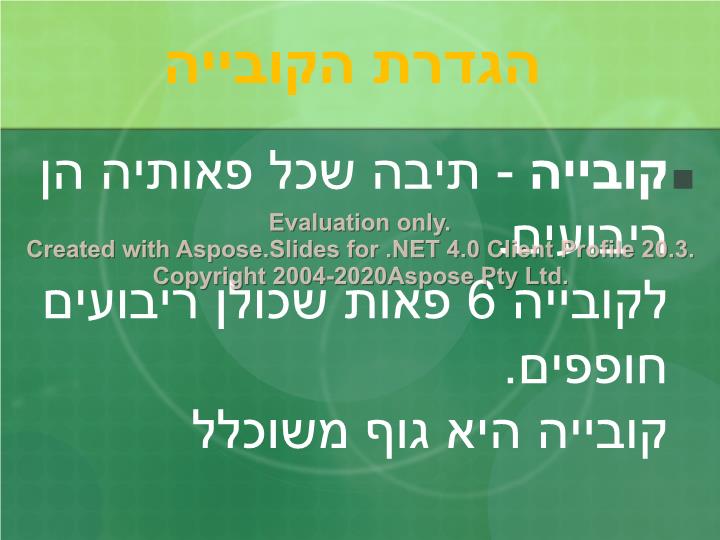 הגדרת הקובייה
קובייה - תיבה שכל פאותיה הן
ריבועים.
לקובייה 6 פאות שכולן ריבועים
חופפים.
קובייה היא גוף משוכלל
Evaluation only.
Created with Aspose.Slides for .NET 4.0 Client Profile 20.3.
Copyright 2004-2020Aspose Pty Ltd.